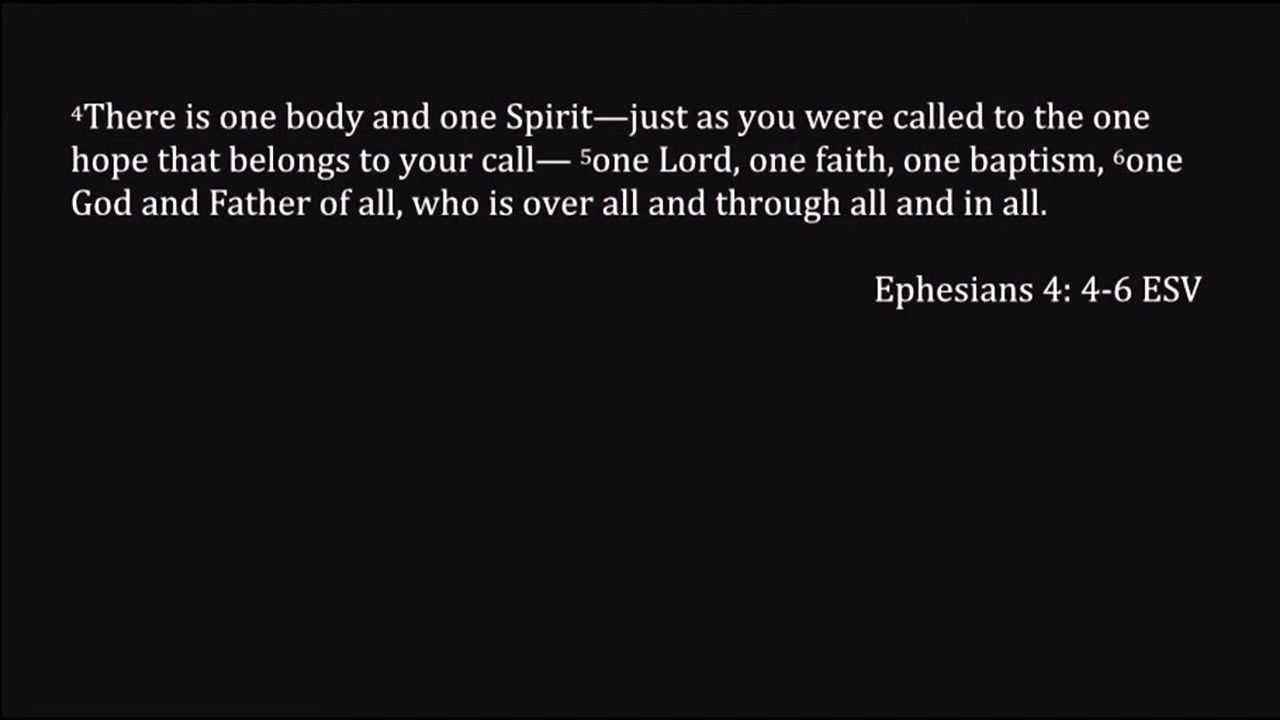 ⁴There is one body and one Spirit—just as you were called to the one
hope that belongs to your call— ⁵one Lord, one faith, one baptism, ⁶one
God and Father of all, who is over all and through all and in all.
Ephesians 4: 4-6 ESV